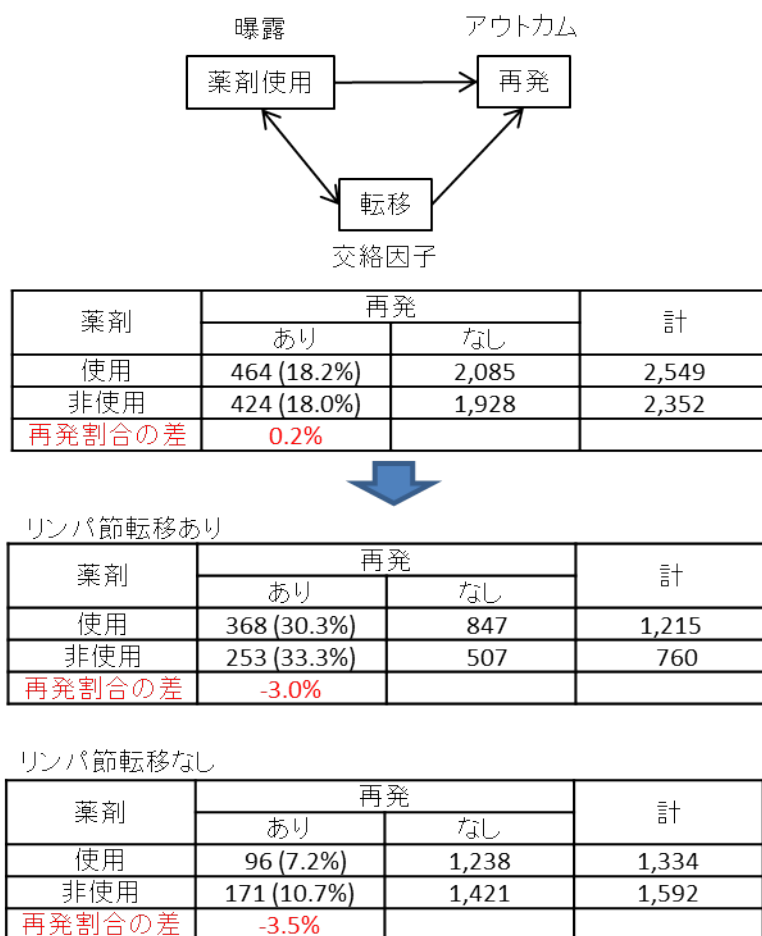 曝露 アウトカム
薬剤使用 再発
転移
交絡因子
薬剤 再発 計
あり なし
使用 464 (18.2%) 2,085 2,549
非使用 424 (18.0%) 1,928 2,352
再発割合の差 0.2%
リンパ節転移あり
薬剤 再発 計
あり なし
使用 368 (30.3%) 847 1,215
非使用 253 (33.3%) 507 760
再発割合の差 -3.0%
リンパ節転移なし
薬剤 再発 計
あり なし
使用 96 (7.2%) 1,238 1,334
非使用 171 (10.7%) 1,421 1,592
再発割合の差 -3.5%